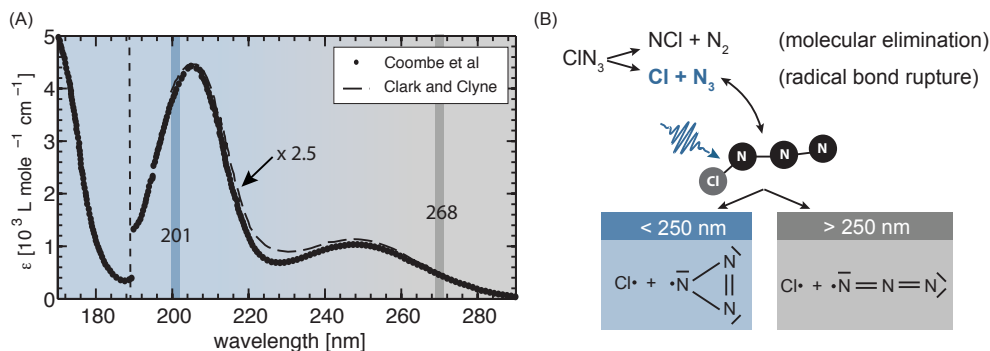 (A)
5
4
3
2
1
0
ε [10³ L mole ⁻¹ cm⁻¹]
180 200 220 240 260 280
wavelength [nm]
Coombe et al
Clark and Clyne
x 2.5
201
268
(B)
ClN₃
NCl + N₂ (molecular elimination)
Cl + N₃ (radical bond rupture)
N N N
Cl
< 250 nm
Cl• + •N N N
> 250 nm
Cl• + •N=N=N